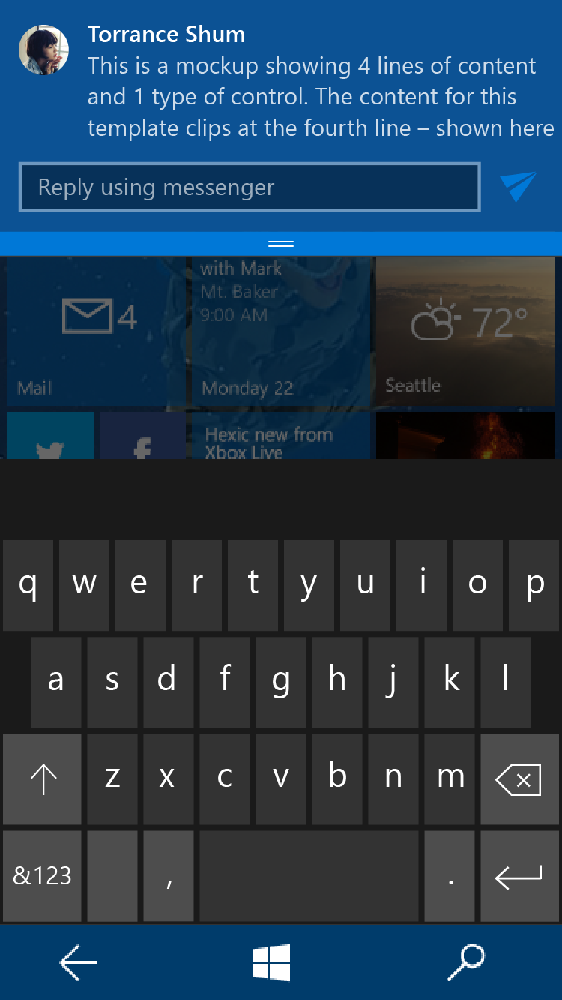 Torrance Shum
This is a mockup showing 4 lines of content
and 1 type of control. The content for this
template clips at the fourth line – shown here
Reply using messenger
with Mark
Mt. Baker
9:00 AM
4
72°
Mail
Monday 22
Seattle
Hexic new from
Xbox Live
q w e r t y u i o p
a s d f g h j k l
z x c v b n m
&123 , .